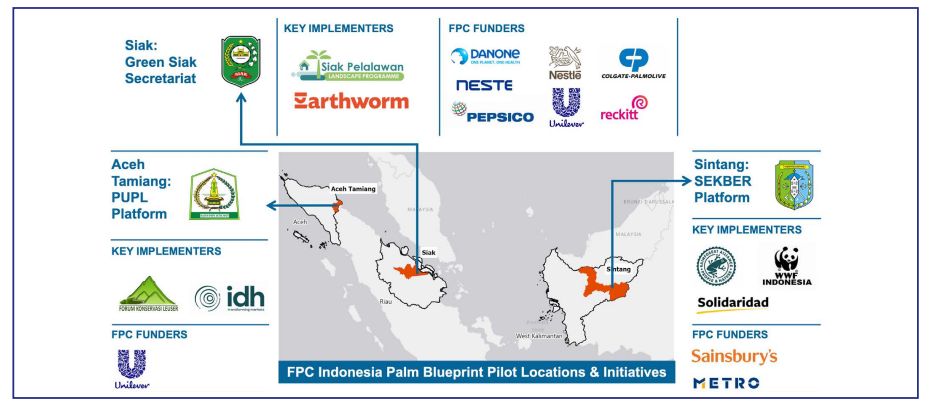 Siak:
Green Siak
Secretariat
KEY IMPLEMENTERS
Siak Pelalawan
LANDSCAPE PROGRAMME
Earthworm
FPC FUNDERS
DANONE
ONE PLANET. ONE HEALTH
Nestlé
COLGATE-PALMOLIVE
NESTE
PEPSICO
Unilever
reckitt
Aceh
Tamiang:
PUPL
Platform
KEY IMPLEMENTERS
FORUM KONSERVASI LEUSER
idh
transforming markets
FPC FUNDERS
Unilever
Aceh Tamiang
Aceh
MALAYSIA
Siak
Riau
BRUNEI DARUSSALA
MALAYSIA
Sintang
West Kalimantan
FPC Indonesia Palm Blueprint Pilot Locations & Initiatives
Sintang:
SEKBER
Platform
KEY IMPLEMENTERS
WWF
INDONESIA
Solidaridad
FPC FUNDERS
Sainsbury's
METRO